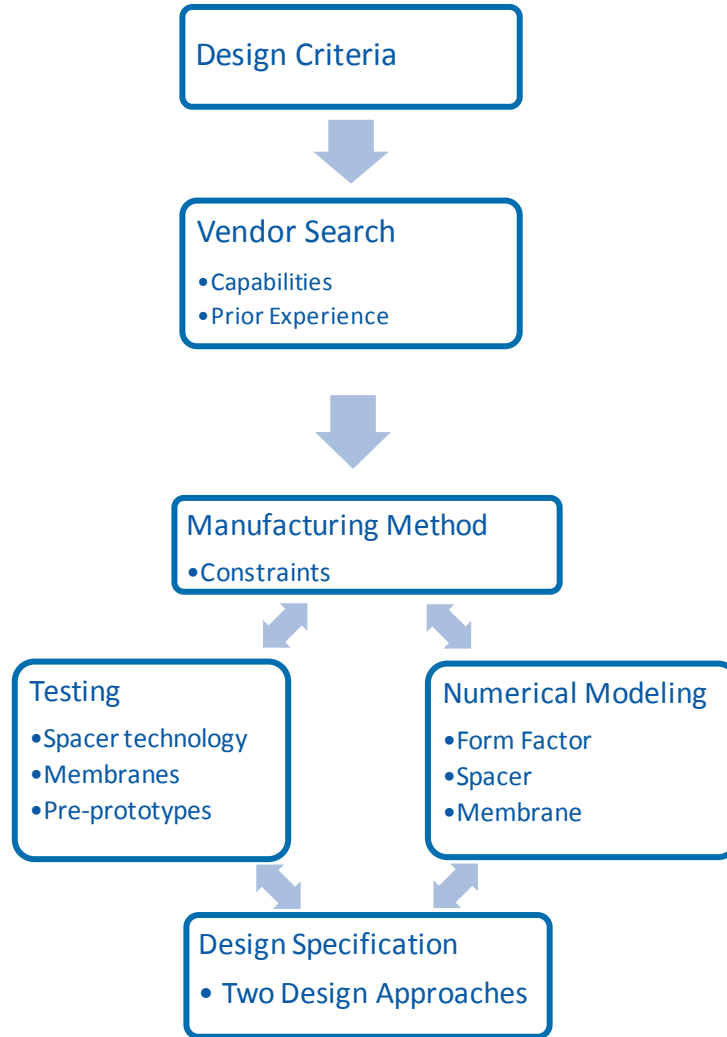 Design Criteria
Vendor Search
•Capabilities
•Prior Experience
Manufacturing Method
•Constraints
Testing
•Spacer technology
•Membranes
•Pre-prototypes
Numerical Modeling
•Form Factor
•Spacer
•Membrane
Design Specification
• Two Design Approaches